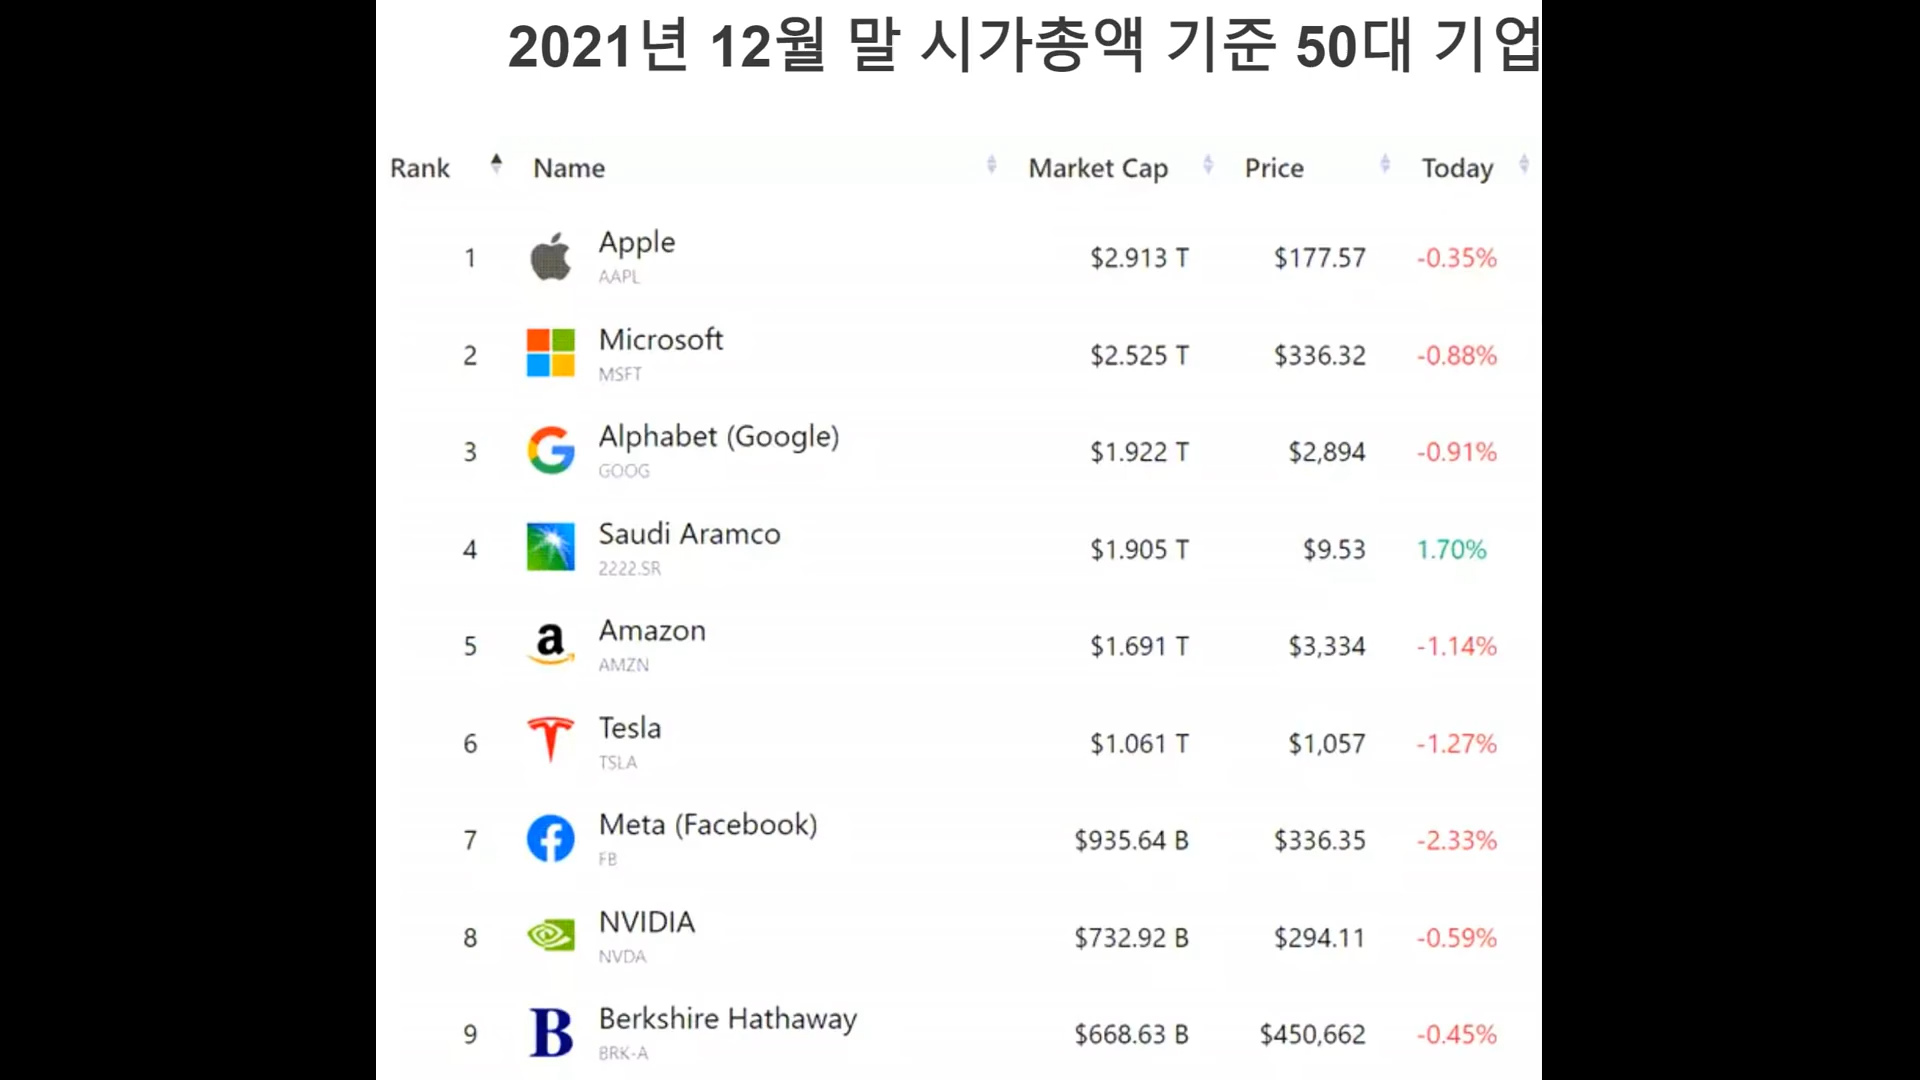 2021년 12월 말 시가총액 기준 50대 기업
Rank Name Market Cap Price Today
1 Apple $2.913 T $177.57 -0.35%
AAPL
2 Microsoft $2.525 T $336.32 -0.88%
MSFT
3 Alphabet (Google) $1.922 T $2,894 -0.91%
GOOG
4 Saudi Aramco $1.905 T $9.53 1.70%
2222.SR
5 Amazon $1.691 T $3,334 -1.14%
AMZN
6 Tesla $1.061 T $1,057 -1.27%
TSLA
7 Meta (Facebook) $935.64 B $336.35 -2.33%
FB
8 NVIDIA $732.92 B $294.11 -0.59%
NVDA
9 Berkshire Hathaway $668.63 B $450,662 -0.45%
BRK-A